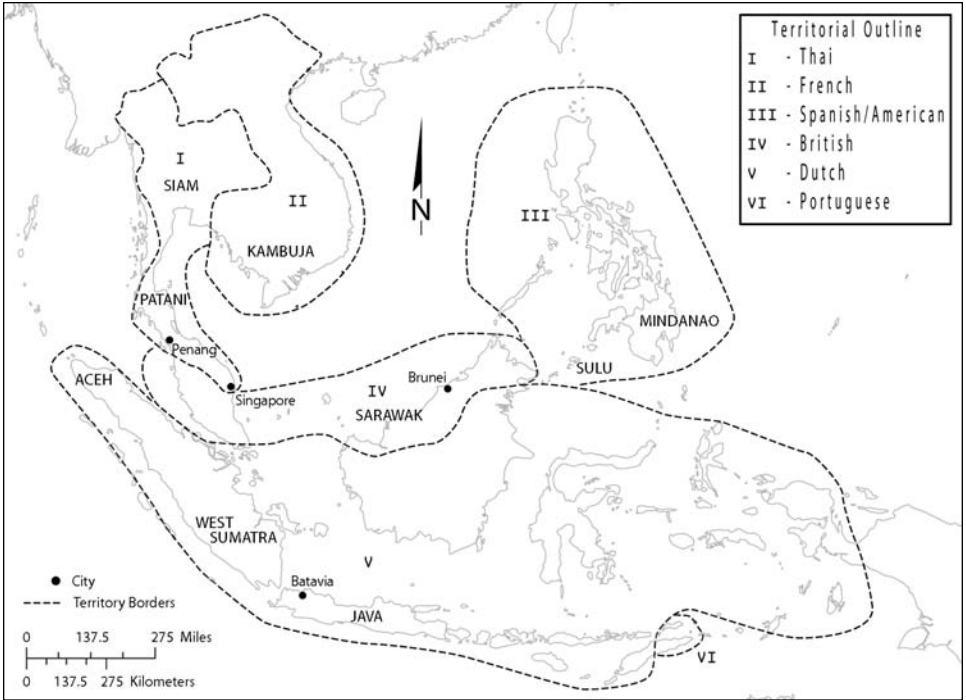 Territorial Outline
I - Thai
II - French
III - Spanish/American
IV - British
V - Dutch
VI - Portuguese
I
SIAM
II
KAMBUJA
N
III
PATANI
MINDANAO
Penang
SULU
ACEH
Brunei
IV
Singapore
SARAWAK
WEST
SUMATRA
V
Batavia
JAVA
VI
City
Territory Borders
0 137.5 275 Miles
0 137.5 275 Kilometers